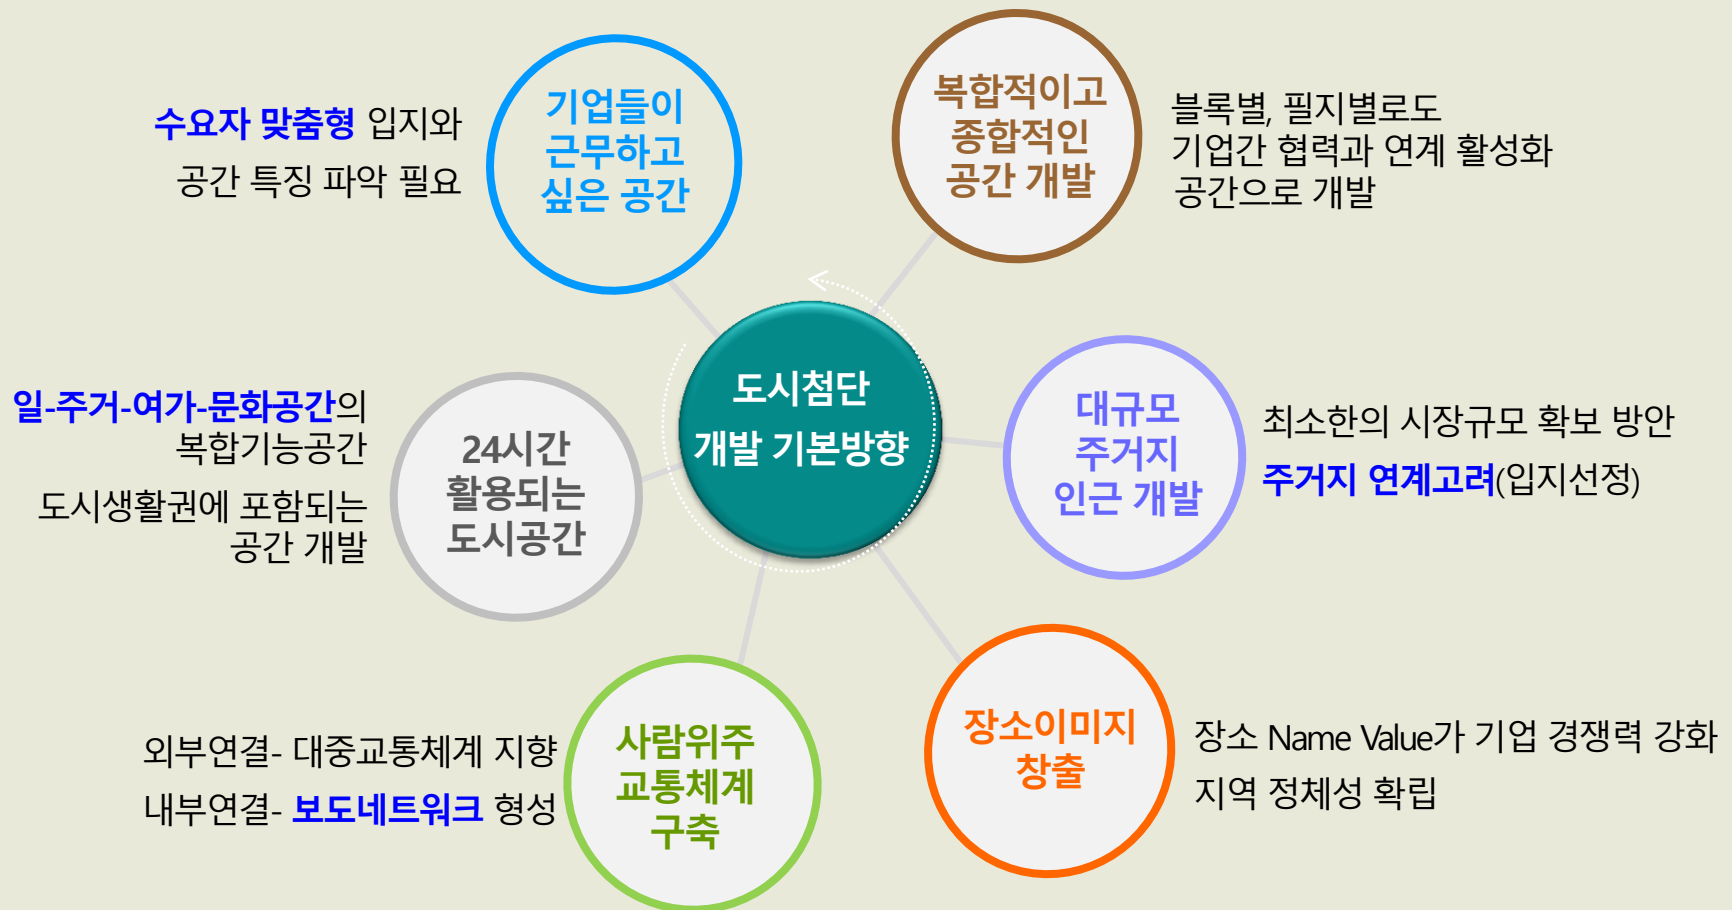 기업들이
근무하고
싶은 공간
수요자 맞춤형 입지와
공간 특징 파악 필요
복합적이고
종합적인
공간 개발
블록별, 필지별로도
기업간 협력과 연계 활성화
공간으로 개발
도시첨단
개발 기본방향
일-주거-여가-문화공간의
복합기능공간
도시생활권에 포함되는
공간 개발
24시간
활용되는
도시공간
대규모
주거지
인근 개발
최소한의 시장규모 확보 방안
주거지 연계고려(입지선정)
외부연결- 대중교통체계 지향
내부연결- 보도네트워크 형성
사람위주
교통체계
구축
장소이미지
창출
장소 Name Value가 기업 경쟁력 강화
지역 정체성 확립